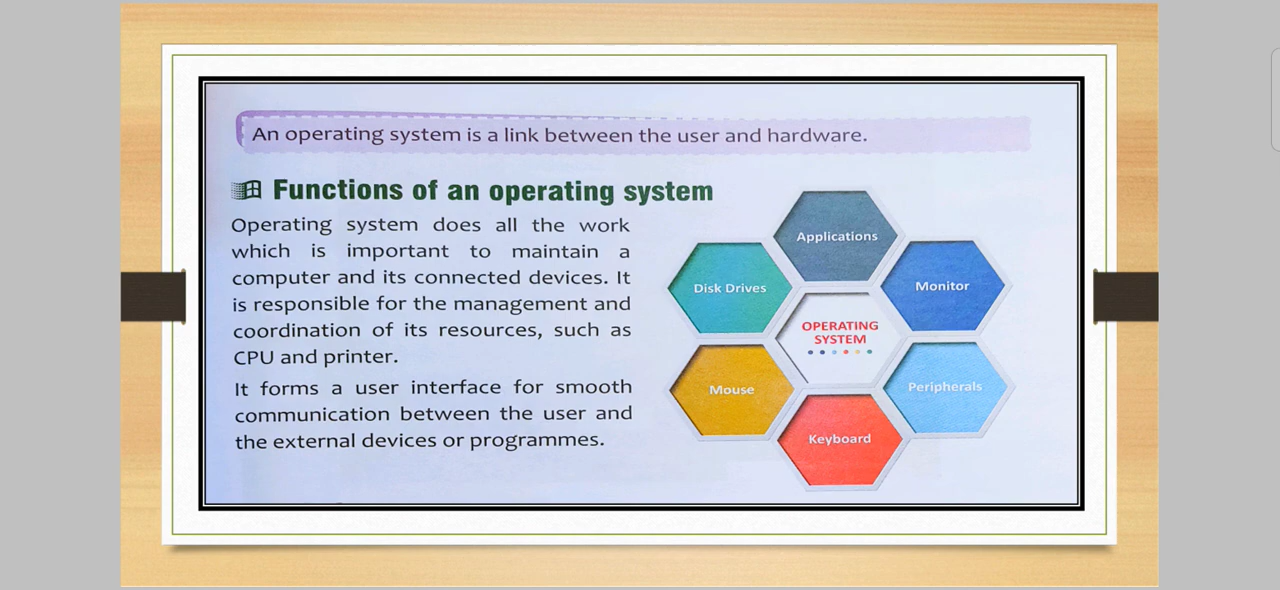 An operating system is a link between the user and hardware.
Functions of an operating system
Operating system does all the work
which is important to maintain a
computer and its connected devices. It
is responsible for the management and
coordination of its resources, such as
CPU and printer.
It forms a user interface for smooth
communication between the user and
the external devices or programmes.
Applications
Disk Drives
Monitor
OPERATING
SYSTEM
Mouse
Peripherals
Keyboard